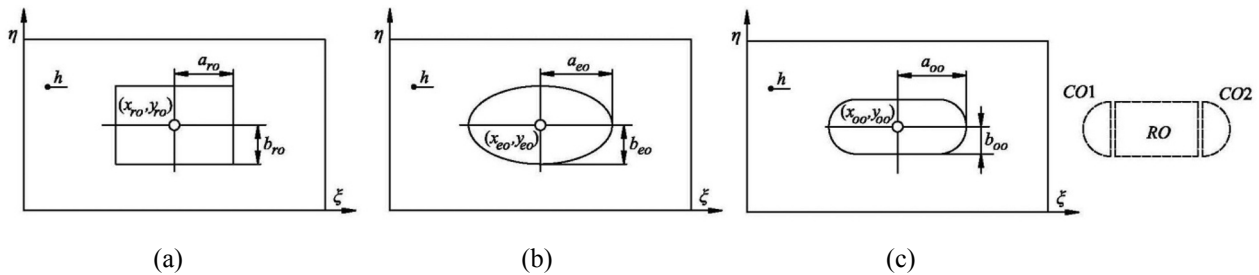 η
h
a_ro
(x_ro, y_ro)
b_ro
ξ
(a)
η
h
a_eo
(x_eo, y_eo)
b_eo
ξ
(b)
η
h
a_oo
(x_oo, y_oo)
b_oo
ξ
(c)
CO1
RO
CO2